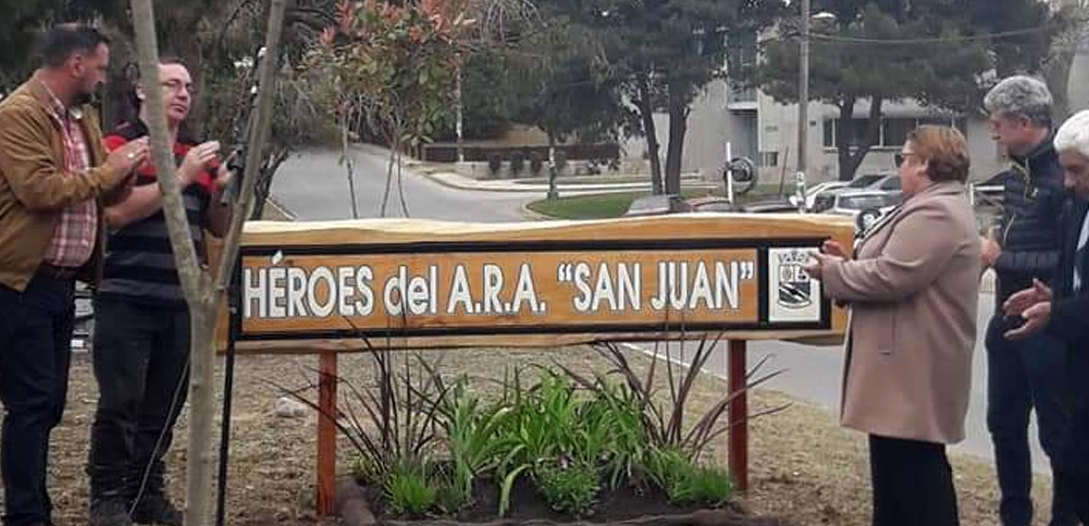 HÉROES del A.R.A. “SAN JUAN”